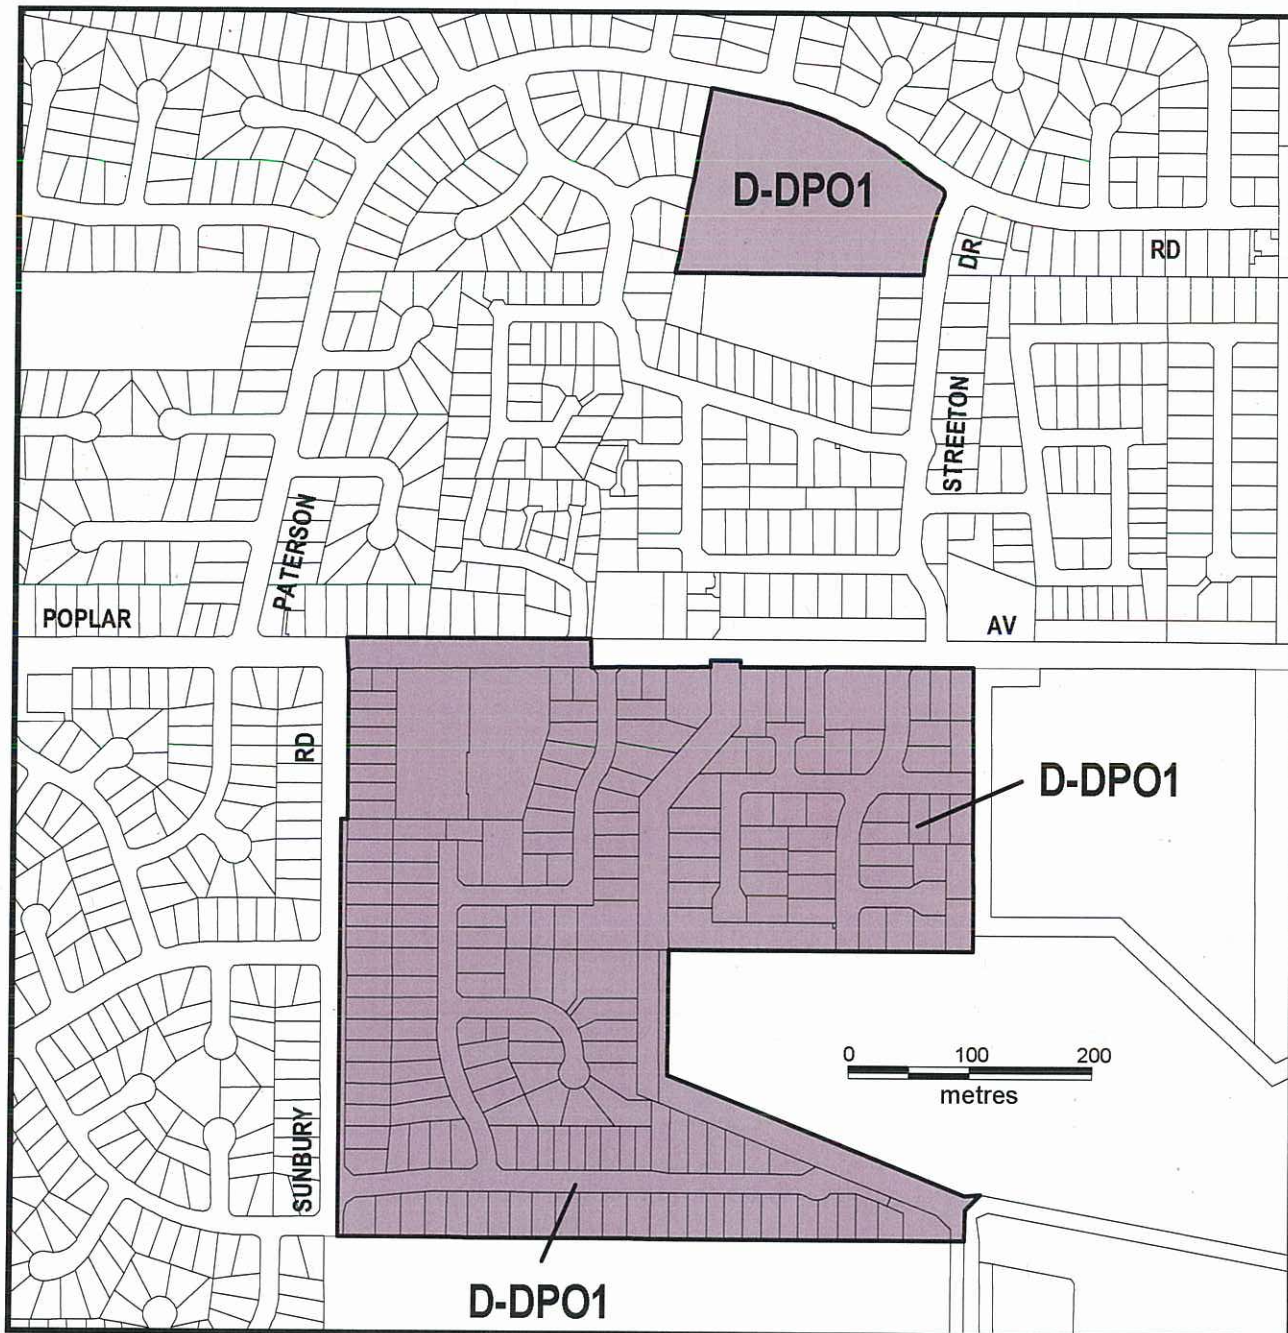 D-DPO1
DR
RD
STREETON
PATERSON
POPLAR
AV
RD
D-DPO1
0 100 200
metres
SUNBURY
D-DPO1